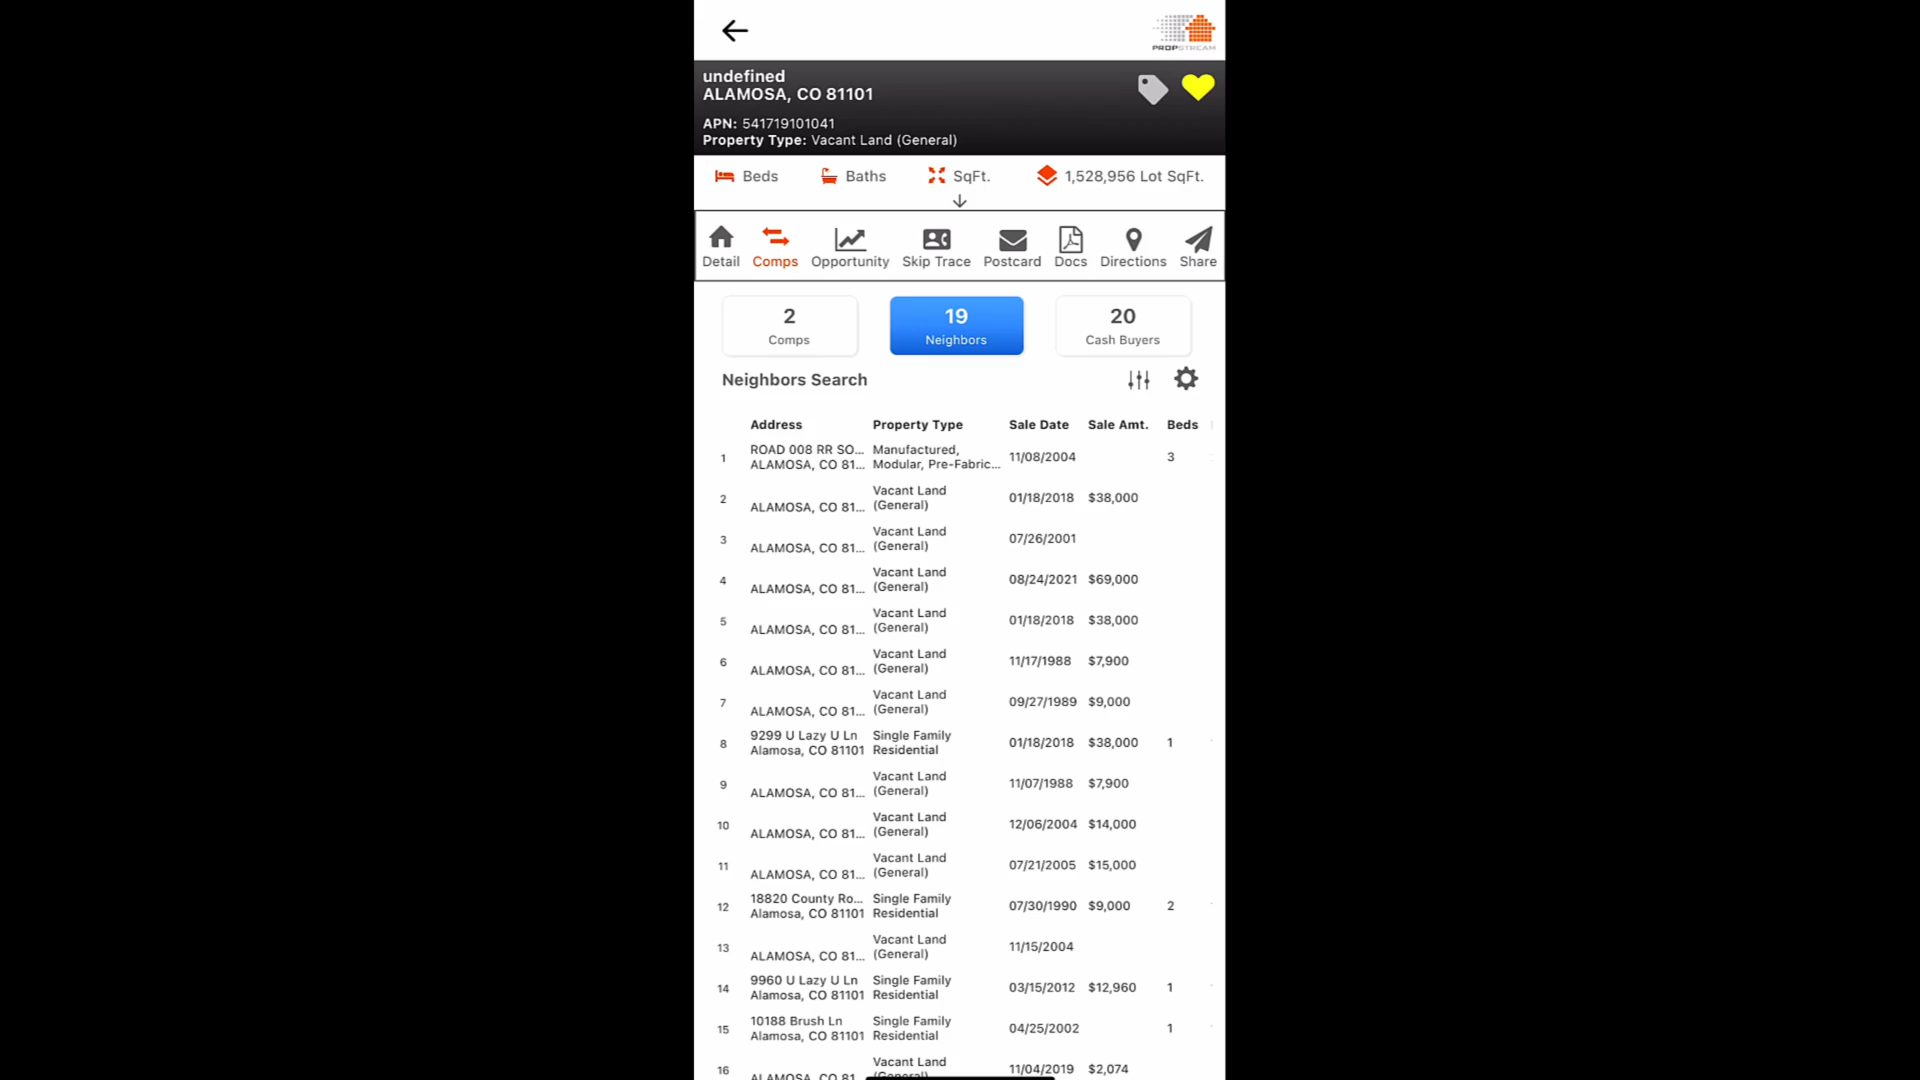 PROPSTREAM
undefined
ALAMOSA, CO 81101
APN: 541719101041
Property Type: Vacant Land (General)
Beds Baths SqFt. 1,528,956 Lot SqFt.
Detail Comps Opportunity Skip Trace Postcard Docs Directions Share
2 19 20
Comps Neighbors Cash Buyers
Neighbors Search
Address Property Type Sale Date Sale Amt. Beds
1 ROAD 008 RR SO... Manufactured, 11/08/2004 3
ALAMOSA, CO 81... Modular, Pre-Fabric...
2 Vacant Land 01/18/2018 $38,000
ALAMOSA, CO 81... (General)
3 Vacant Land 07/26/2001
ALAMOSA, CO 81... (General)
4 Vacant Land 08/24/2021 $69,000
ALAMOSA, CO 81... (General)
5 Vacant Land 01/18/2018 $38,000
ALAMOSA, CO 81... (General)
6 Vacant Land 11/17/1988 $7,900
ALAMOSA, CO 81... (General)
7 Vacant Land 09/27/1989 $9,000
ALAMOSA, CO 81... (General)
8 9299 U Lazy U Ln Single Family 01/18/2018 $38,000 1
Alamosa, CO 81101 Residential
9 Vacant Land 11/07/1988 $7,900
ALAMOSA, CO 81... (General)
10 Vacant Land 12/06/2004 $14,000
ALAMOSA, CO 81... (General)
11 Vacant Land 07/21/2005 $15,000
ALAMOSA, CO 81... (General)
12 18820 County Ro... Single Family 07/30/1990 $9,000 2
Alamosa, CO 81101 Residential
13 Vacant Land 11/15/2004
ALAMOSA, CO 81... (General)
14 9960 U Lazy U Ln Single Family 03/15/2012 $12,960 1
Alamosa, CO 81101 Residential
15 10188 Brush Ln Single Family 04/25/2002 1
Alamosa, CO 81101 Residential
16 Vacant Land 11/04/2019 $2,074
ALAMOSA, CO 81... (General)